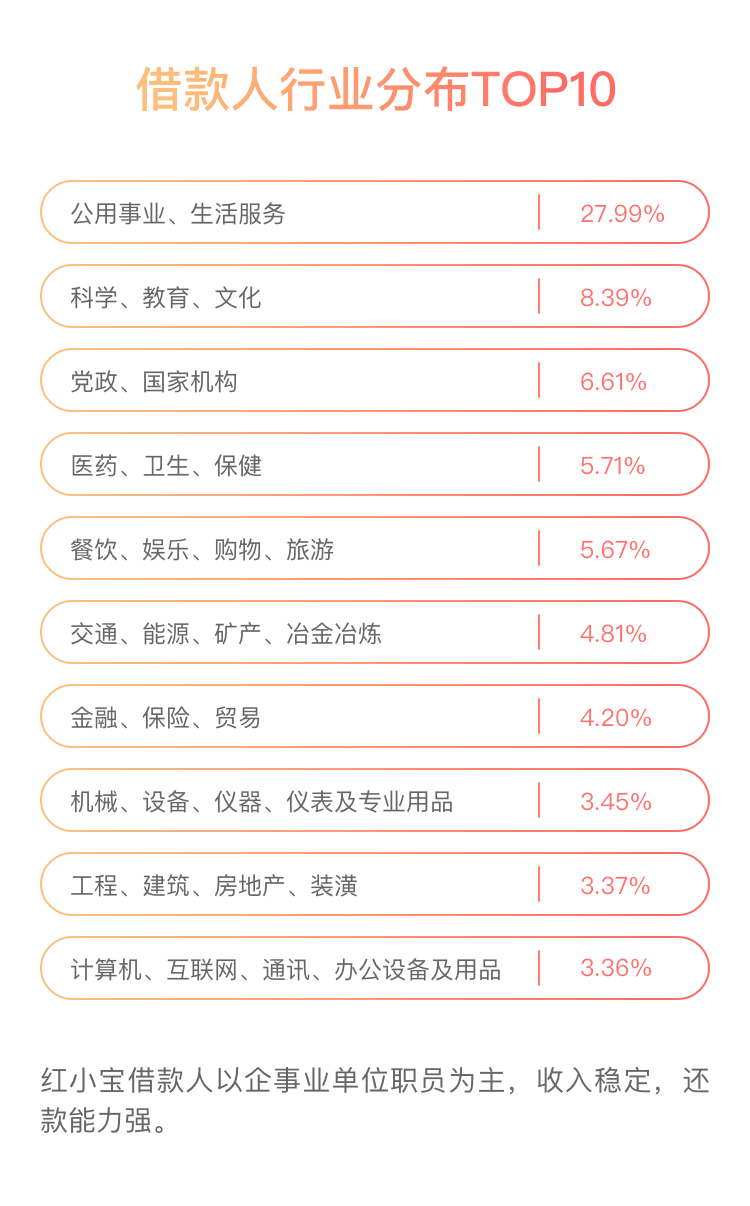 借款人行业分布TOP10
公用事业、生活服务 27.99%
科学、教育、文化 8.39%
党政、国家机构 6.61%
医药、卫生、保健 5.71%
餐饮、娱乐、购物、旅游 5.67%
交通、能源、矿产、冶金冶炼 4.81%
金融、保险、贸易 4.20%
机械、设备、仪器、仪表及专业用品 3.45%
工程、建筑、房地产、装潢 3.37%
计算机、互联网、通讯、办公设备及用品 3.36%
红小宝借款人以企事业单位职员为主，收入稳定，还
款能力强。